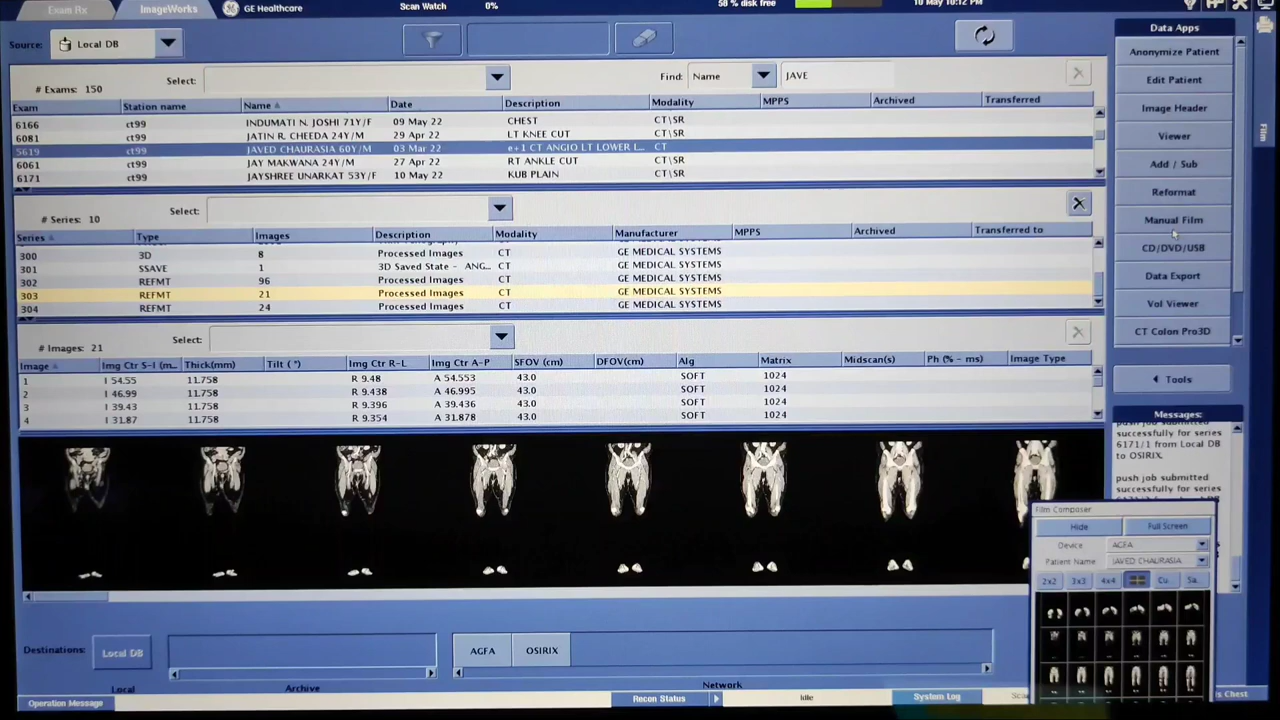 Exam Rx ImageWorks GE Healthcare Scan Watch 0% 58 % disk free 10 May 10:12 PM
Source: Local DB
Data Apps
# Exams: 150 Select: Find: Name JAVE
Exam Station name Name Date Description Modality MPPS Archived Transferred
6166 ct99 INDUMATI N. JOSHI 71Y/F 09 May 22 CHEST CT\SR
6081 ct99 JATIN R. CHEEDA 24Y/M 29 Apr 22 LT KNEE CUT CT\SR
5619 ct99 JAVED CHAURASIA 60Y/M 03 Mar 22 e+1 CT ANGIO LT LOWER L... CT
6061 ct99 JAY MAKWANA 24Y/M 27 Apr 22 RT ANKLE CUT CT\SR
6171 ct99 JAYSHREE UNARKAT 53Y/F 10 May 22 KUB PLAIN CT\SR
# Series: 10 Select:
Series Type Images Description Modality Manufacturer MPPS Archived Transferred to
300 3D 8 Processed Images CT GE MEDICAL SYSTEMS
301 SSAVE 1 3D Saved State - ANG... CT GE MEDICAL SYSTEMS
302 REFMT 96 Processed Images CT GE MEDICAL SYSTEMS
303 REFMT 21 Processed Images CT GE MEDICAL SYSTEMS
304 REFMT 24 Processed Images CT GE MEDICAL SYSTEMS
# Images: 21 Select:
Image Img Ctr S-I (m... Thick(mm) Tilt (°) Img Ctr R-L Img Ctr A-P SFOV (cm) DFOV(cm) Alg Matrix Midscan(s) Ph (% - ms) Image Type
1 I 54.55 11.758 R 9.48 A 54.553 43.0 SOFT 1024
2 I 46.99 11.758 R 9.438 A 46.995 43.0 SOFT 1024
3 I 39.43 11.758 R 9.396 A 39.436 43.0 SOFT 1024
4 I 31.87 11.758 R 9.354 A 31.878 43.0 SOFT 1024
Anonymize Patient
Edit Patient
Image Header
Viewer
Add / Sub
Reformat
Manual Film
CD/DVD/USB
Data Export
Vol Viewer
CT Colon Pro3D
Tools
Film
Messages:
push job submitted
successfully for series
6171/1 from Local DB
to OSIRIX.
push job submitted
successfully for series
Film Composer
Hide Full Screen
Device AGFA
Patient Name JAVED CHAURASIA
2x2 3x3 4x4 Cu... Sa...
Destinations: Local DB AGFA OSIRIX
Local Archive Network
Operation Message Recon Status Idle System Log